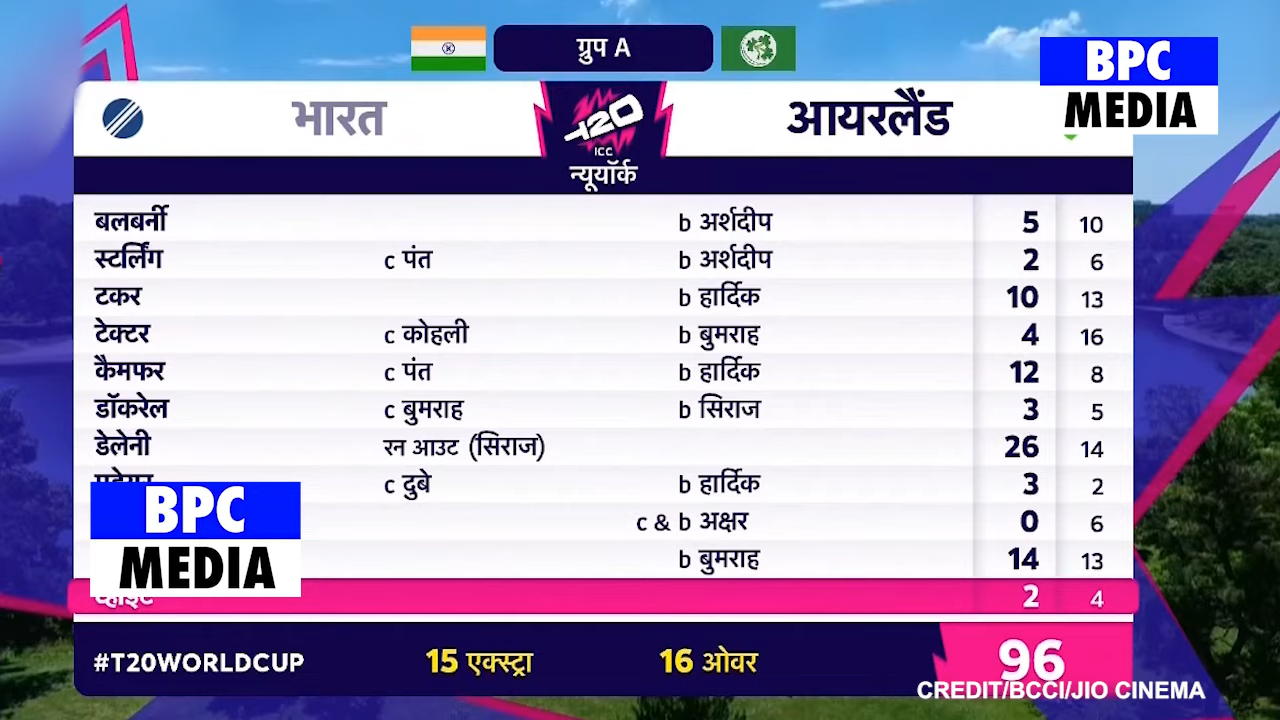 ग्रुप A
BPC
MEDIA
भारत
T20
ICC
न्यूयॉर्क
आयरलैंड
बलबर्नी b अर्शदीप 5 10
स्टर्लिंग c पंत b अर्शदीप 2 6
टकर b हार्दिक 10 13
टेक्टर c कोहली b बुमराह 4 16
कैमफर c पंत b हार्दिक 12 8
डॉकरेल c बुमराह b सिराज 3 5
डेलेनी रन आउट (सिराज) 26 14
c दुबे b हार्दिक 3 2
c & b अक्षर 0 6
b बुमराह 14 13
2 4
BPC
MEDIA
#T20WORLDCUP 15 एक्स्ट्रा 16 ओवर 96
CREDIT/BCCI/JIO CINEMA